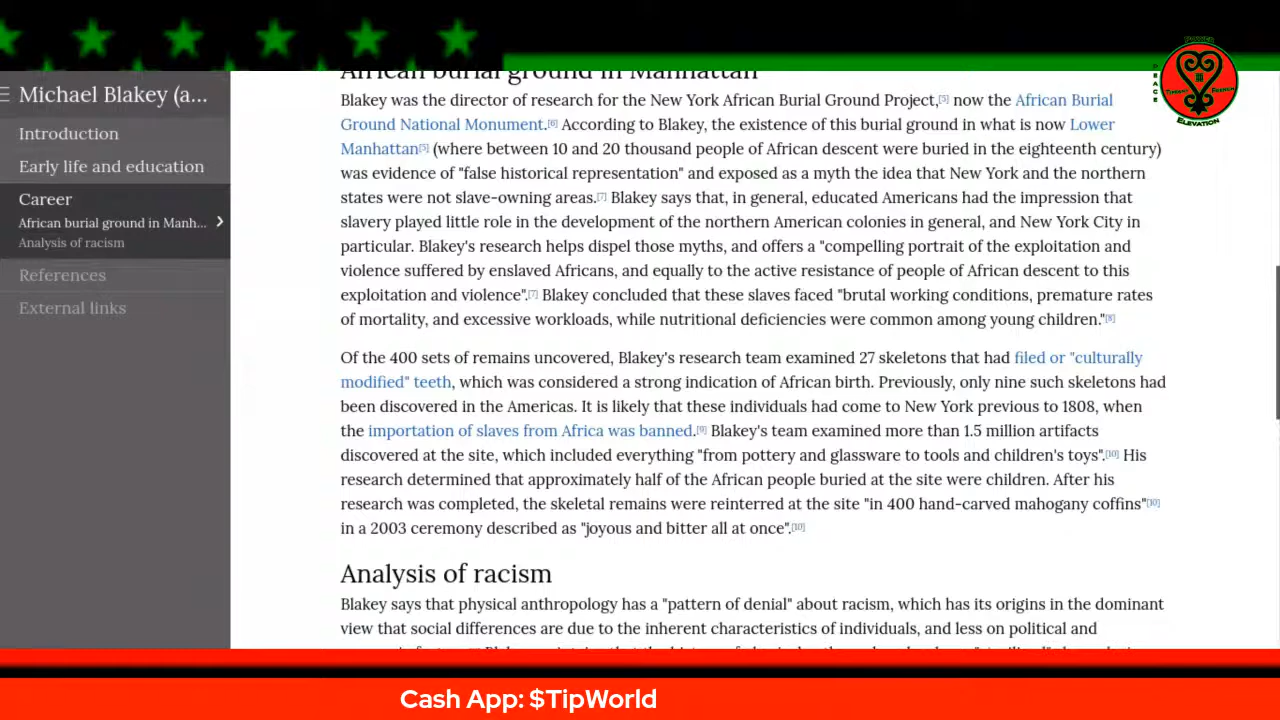 Michael Blakey (a...
Introduction
Early life and education
Career
African burial ground in Manh...
Analysis of racism
References
External links
African burial ground in Manhattan
Blakey was the director of research for the New York African Burial Ground Project,[5] now the African Burial
Ground National Monument.[6] According to Blakey, the existence of this burial ground in what is now Lower
Manhattan[5] (where between 10 and 20 thousand people of African descent were buried in the eighteenth century)
was evidence of "false historical representation" and exposed as a myth the idea that New York and the northern
states were not slave-owning areas.[7] Blakey says that, in general, educated Americans had the impression that
slavery played little role in the development of the northern American colonies in general, and New York City in
particular. Blakey's research helps dispel those myths, and offers a "compelling portrait of the exploitation and
violence suffered by enslaved Africans, and equally to the active resistance of people of African descent to this
exploitation and violence".[7] Blakey concluded that these slaves faced "brutal working conditions, premature rates
of mortality, and excessive workloads, while nutritional deficiencies were common among young children."[8]
Of the 400 sets of remains uncovered, Blakey's research team examined 27 skeletons that had filed or "culturally
modified" teeth, which was considered a strong indication of African birth. Previously, only nine such skeletons had
been discovered in the Americas. It is likely that these individuals had come to New York previous to 1808, when
the importation of slaves from Africa was banned.[9] Blakey's team examined more than 1.5 million artifacts
discovered at the site, which included everything "from pottery and glassware to tools and children's toys".[10] His
research determined that approximately half of the African people buried at the site were children. After his
research was completed, the skeletal remains were reinterred at the site "in 400 hand-carved mahogany coffins"[10]
in a 2003 ceremony described as "joyous and bitter all at once".[10]
Analysis of racism
Blakey says that physical anthropology has a "pattern of denial" about racism, which has its origins in the dominant
view that social differences are due to the inherent characteristics of individuals, and less on political and
POWER
PEACE
ELEVATION
Cash App: $TipWorld